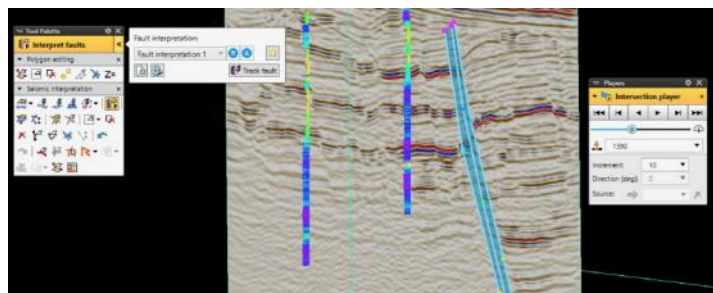 Tool Palette
Interpret faults
Polygon editing
Seismic interpretation
Fault interpretation:
Fault interpretation 1
Track fault
Players
Intersection player
1390
Increment: 10
Direction [deg]: 0
Source: